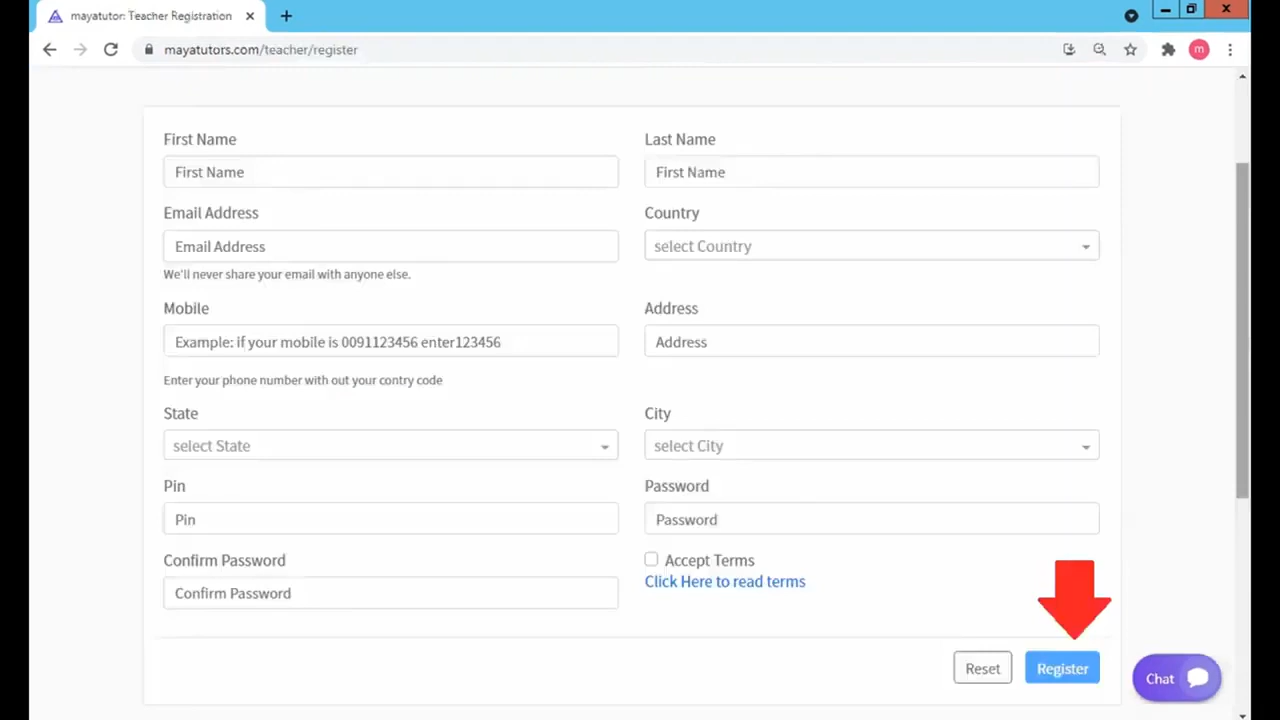 mayatutor: Teacher Registration
mayatutors.com/teacher/register
m
First Name
Last Name
First Name
First Name
Email Address
Country
Email Address
select Country
We'll never share your email with anyone else.
Mobile
Address
Example: if your mobile is 0091123456 enter123456
Address
Enter your phone number with out your contry code
State
City
select State
select City
Pin
Password
Pin
Password
Confirm Password
Accept Terms
Click Here to read terms
Confirm Password
Reset
Register
Chat